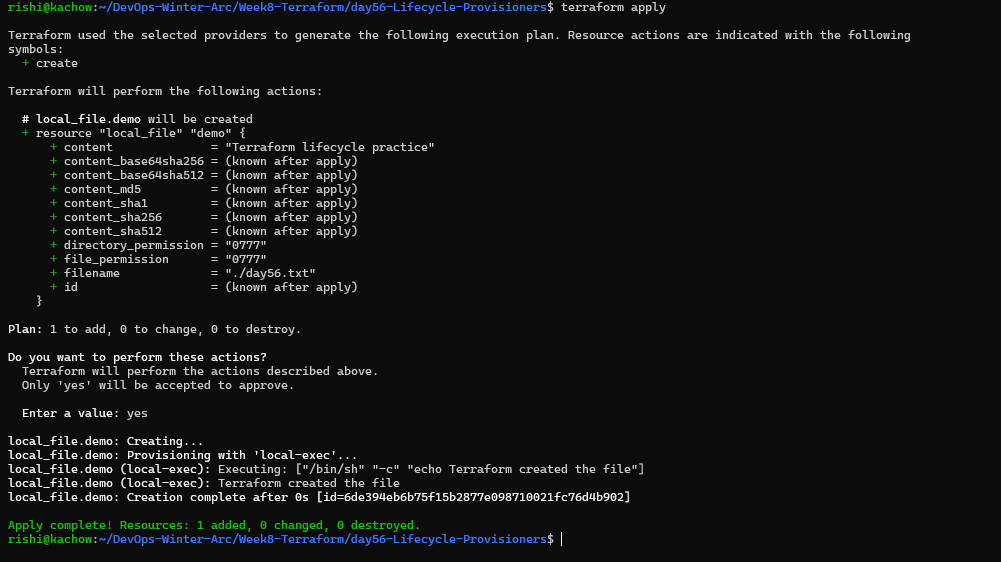 rishi@kachow:~/DevOps-Winter-Arc/Week8-Terraform/day56-Lifecycle-Provisioners$ terraform apply

Terraform used the selected providers to generate the following execution plan. Resource actions are indicated with the following
symbols:
  + create

Terraform will perform the following actions:

  # local_file.demo will be created
  + resource "local_file" "demo" {
      + content              = "Terraform lifecycle practice"
      + content_base64sha256 = (known after apply)
      + content_base64sha512 = (known after apply)
      + content_md5          = (known after apply)
      + content_sha1         = (known after apply)
      + content_sha256       = (known after apply)
      + content_sha512       = (known after apply)
      + directory_permission = "0777"
      + file_permission      = "0777"
      + filename             = "./day56.txt"
      + id                   = (known after apply)
    }

Plan: 1 to add, 0 to change, 0 to destroy.

Do you want to perform these actions?
  Terraform will perform the actions described above.
  Only 'yes' will be accepted to approve.

  Enter a value: yes

local_file.demo: Creating...
local_file.demo: Provisioning with 'local-exec'...
local_file.demo (local-exec): Executing: ["/bin/sh" "-c" "echo Terraform created the file"]
local_file.demo (local-exec): Terraform created the file
local_file.demo: Creation complete after 0s [id=6de394eb6b75f15b2877e098710021fc76d4b902]

Apply complete! Resources: 1 added, 0 changed, 0 destroyed.
rishi@kachow:~/DevOps-Winter-Arc/Week8-Terraform/day56-Lifecycle-Provisioners$